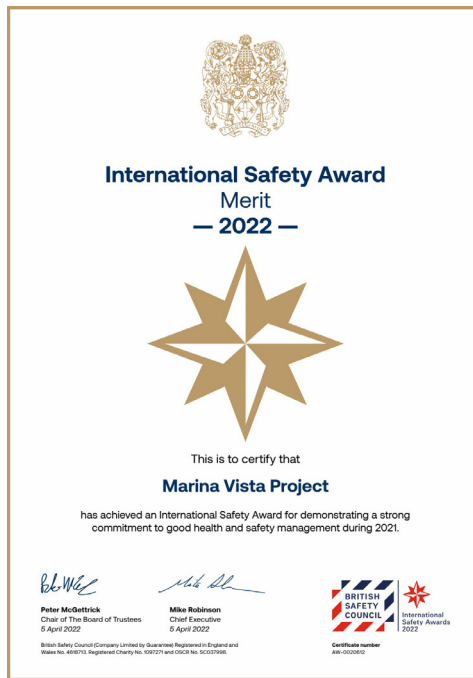 International Safety Award
Merit
— 2022 —
This is to certify that
Marina Vista Project
has achieved an International Safety Award for demonstrating a strong
commitment to good health and safety management during 2021.
Peter McGettrick
Chair of The Board of Trustees
5 April 2022
Mike Robinson
Chief Executive
5 April 2022
BRITISH
SAFETY
COUNCIL
International
Safety Awards
2022
British Safety Council (Company Limited by Guarantee) Registered in England and
Wales No. 4618713. Registered Charity No. 1097271 and OSCR No. SC037998.
Certificate number
AW-0020612